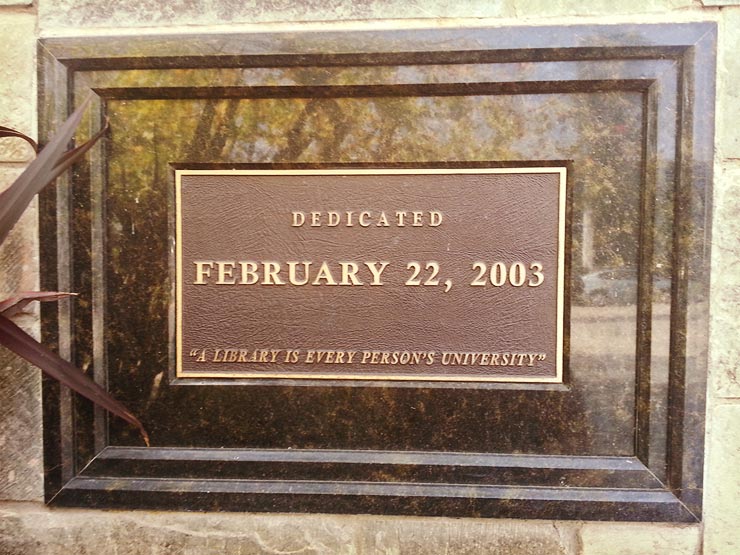 DEDICATED
FEBRUARY 22, 2003
"A LIBRARY IS EVERY PERSON'S UNIVERSITY"